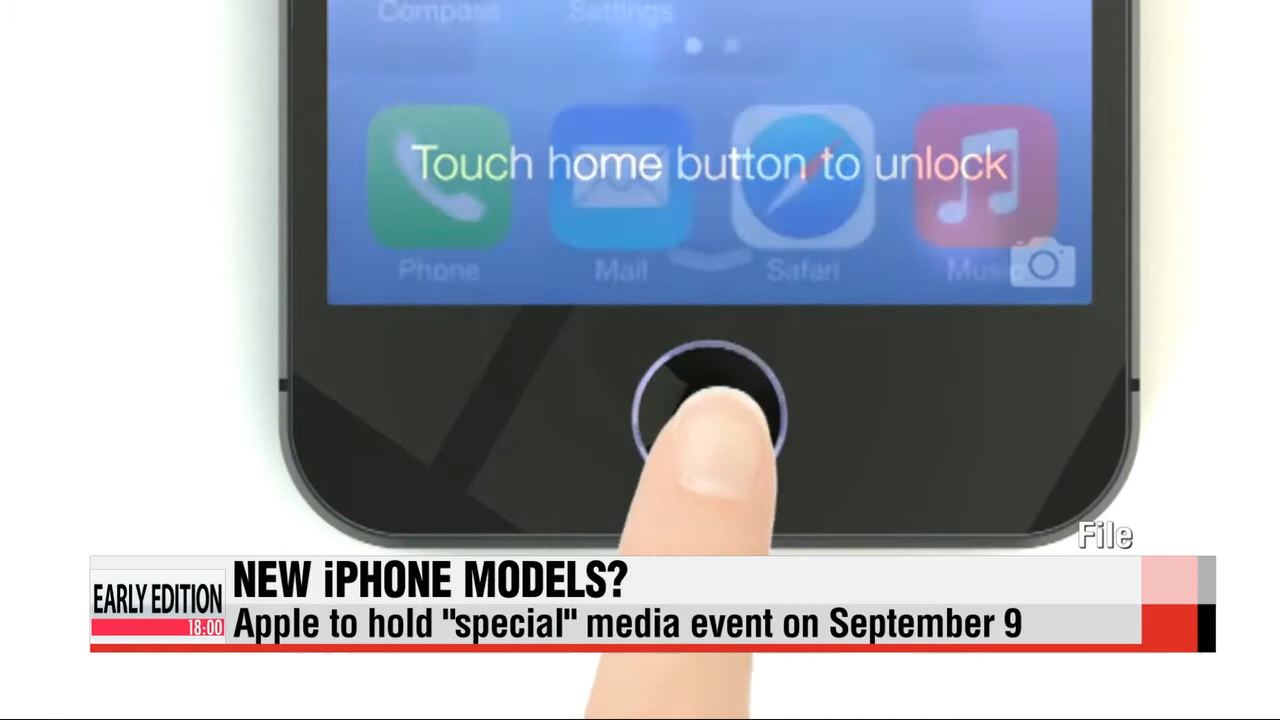 Compass Settings
Touch home button to unlock
Phone Mail Safari Music
File
EARLY EDITION
18:00
NEW iPHONE MODELS?
Apple to hold "special" media event on September 9